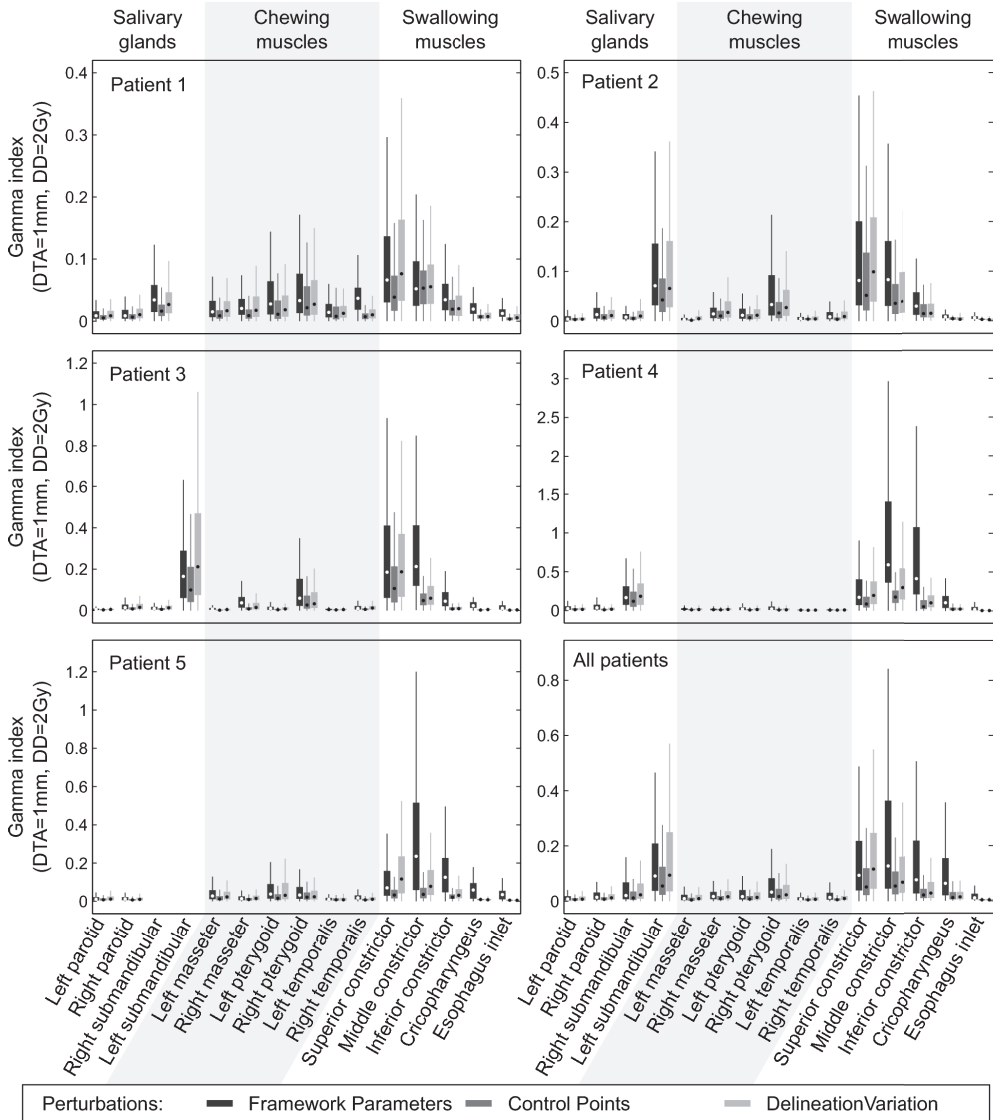 Salivary glands
Chewing muscles
Swallowing muscles
Salivary glands
Chewing muscles
Swallowing muscles
Gamma index
(DTA=1mm, DD=2Gy)
Patient 1
0.4
0.3
0.2
0.1
0
Patient 2
0.5
0.4
0.3
0.2
0.1
0
Gamma index
(DTA=1mm, DD=2Gy)
Patient 3
1.2
1
0.8
0.6
0.4
0.2
0
Patient 4
3
2.5
2
1.5
1
0.5
0
Gamma index
(DTA=1mm, DD=2Gy)
Patient 5
1.2
1
0.8
0.6
0.4
0.2
0
All patients
0.8
0.6
0.4
0.2
0
Left parotid
Right parotid
Right submandibular
Left submandibular
Left masseter
Right masseter
Left pterygoid
Right pterygoid
Left temporalis
Right temporalis
Superior constrictor
Middle constrictor
Inferior constrictor
Cricopharyngeus
Esophagus inlet
Left parotid
Right parotid
Right submandibular
Left submandibular
Left masseter
Right masseter
Left pterygoid
Right pterygoid
Left temporalis
Right temporalis
Superior constrictor
Middle constrictor
Inferior constrictor
Cricopharyngeus
Esophagus inlet
Perturbations: Framework Parameters Control Points DelineationVariation